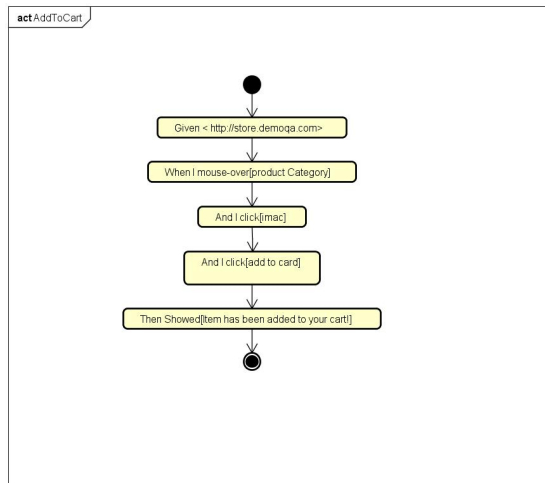 act AddToCart
Given < http://store.demoqa.com>
When I mouse-over[product Category]
And I click[imac]
And I click[add to card]
Then Showed[Item has been added to your cart!]